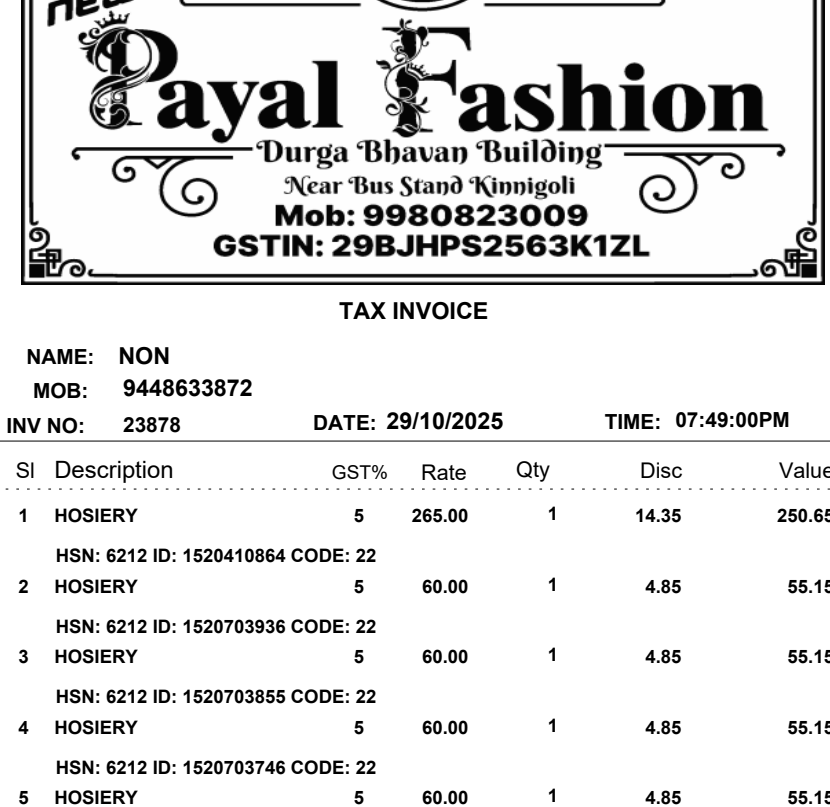 new
Payal Fashion
Durga Bhavan Building
Near Bus Stand Kinnigoli
Mob: 9980823009
GSTIN: 29BJHPS2563K1ZL
TAX INVOICE
NAME: NON
MOB: 9448633872
INV NO: 23878 DATE: 29/10/2025 TIME: 07:49:00PM
Sl Description GST% Rate Qty Disc Value
1 HOSIERY 5 265.00 1 14.35 250.65
HSN: 6212 ID: 1520410864 CODE: 22
2 HOSIERY 5 60.00 1 4.85 55.15
HSN: 6212 ID: 1520703936 CODE: 22
3 HOSIERY 5 60.00 1 4.85 55.15
HSN: 6212 ID: 1520703855 CODE: 22
4 HOSIERY 5 60.00 1 4.85 55.15
HSN: 6212 ID: 1520703746 CODE: 22
5 HOSIERY 5 60.00 1 4.85 55.15